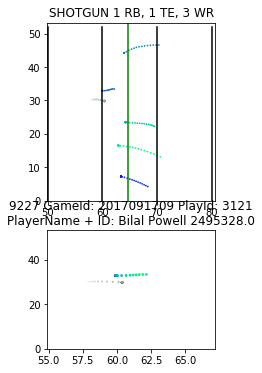 SHOTGUN 1 RB, 1 TE, 3 WR
50
40
30
20
10
0
50 60 70 80
9227 GameId: 2017091709 PlayId: 3121
PlayerName + ID: Bilal Powell 2495328.0
40
20
0
55.0 57.5 60.0 62.5 65.0